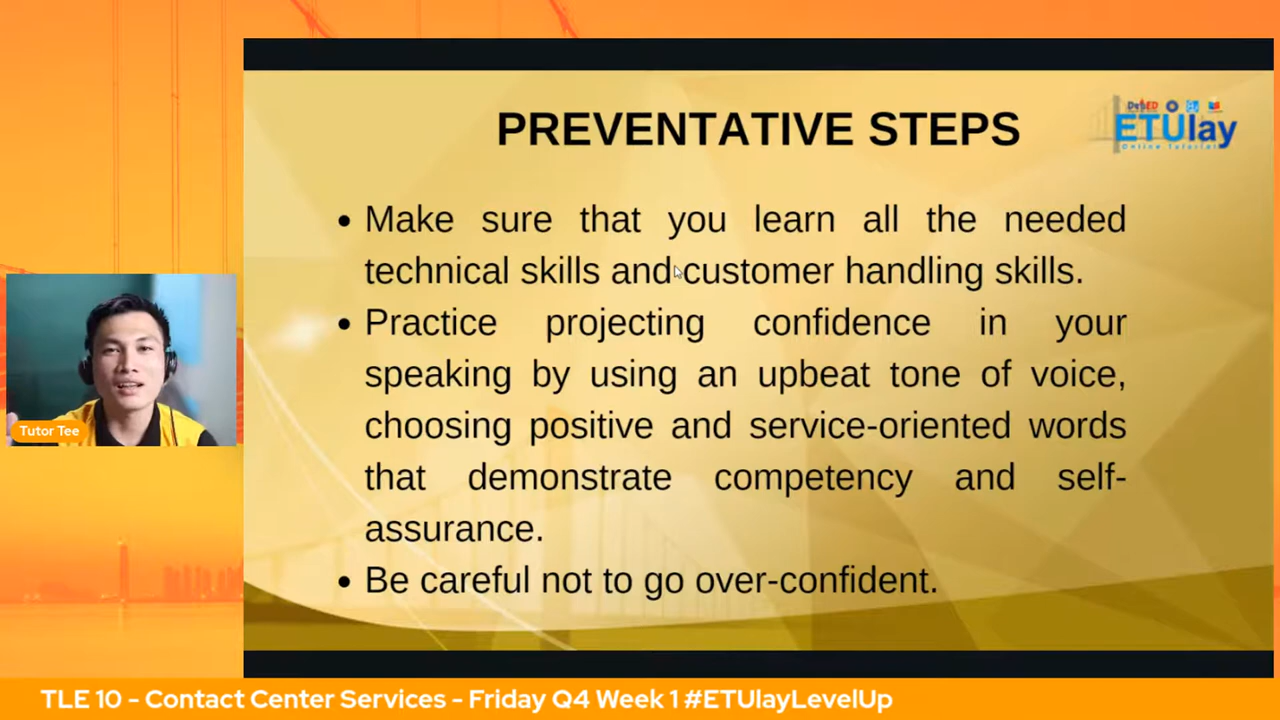 PREVENTATIVE STEPS
DepED
ETUlay
Online Tutorial
• Make sure that you learn all the needed
technical skills and customer handling skills.
• Practice projecting confidence in your
speaking by using an upbeat tone of voice,
choosing positive and service-oriented words
that demonstrate competency and self-
assurance.
• Be careful not to go over-confident.
Tutor Tee
TLE 10 - Contact Center Services - Friday Q4 Week 1 #ETUlayLevelUp